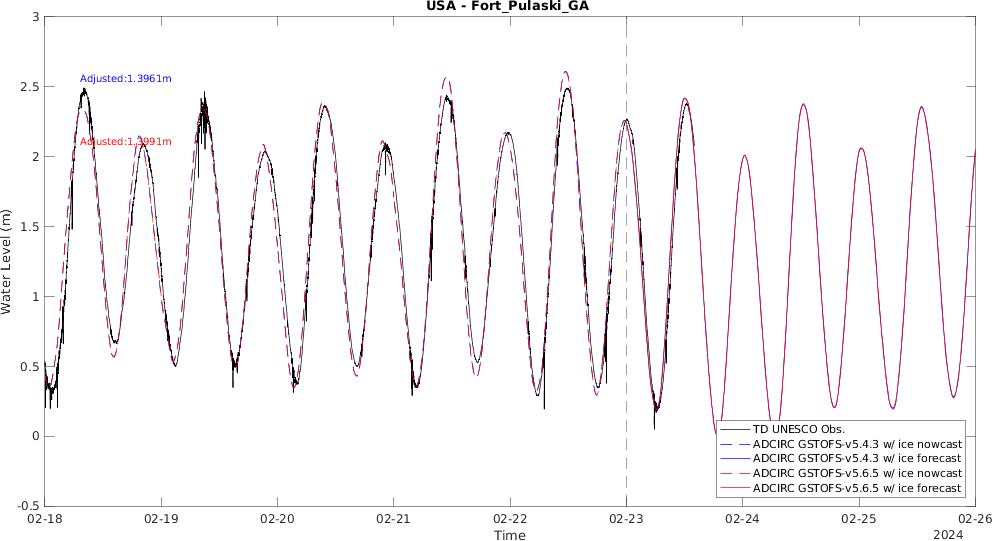 USA - Fort_Pulaski_GA
3
2.5
2
1.5
1
0.5
0
-0.5
Water Level (m)
Adjusted:1.3961m
Adjusted:1.3991m
TD UNESCO Obs.
ADCIRC GSTOFS-v5.4.3 w/ ice nowcast
ADCIRC GSTOFS-v5.4.3 w/ ice forecast
ADCIRC GSTOFS-v5.6.5 w/ ice nowcast
ADCIRC GSTOFS-v5.6.5 w/ ice forecast
02-18 02-19 02-20 02-21 02-22 02-23 02-24 02-25 02-26
Time
2024